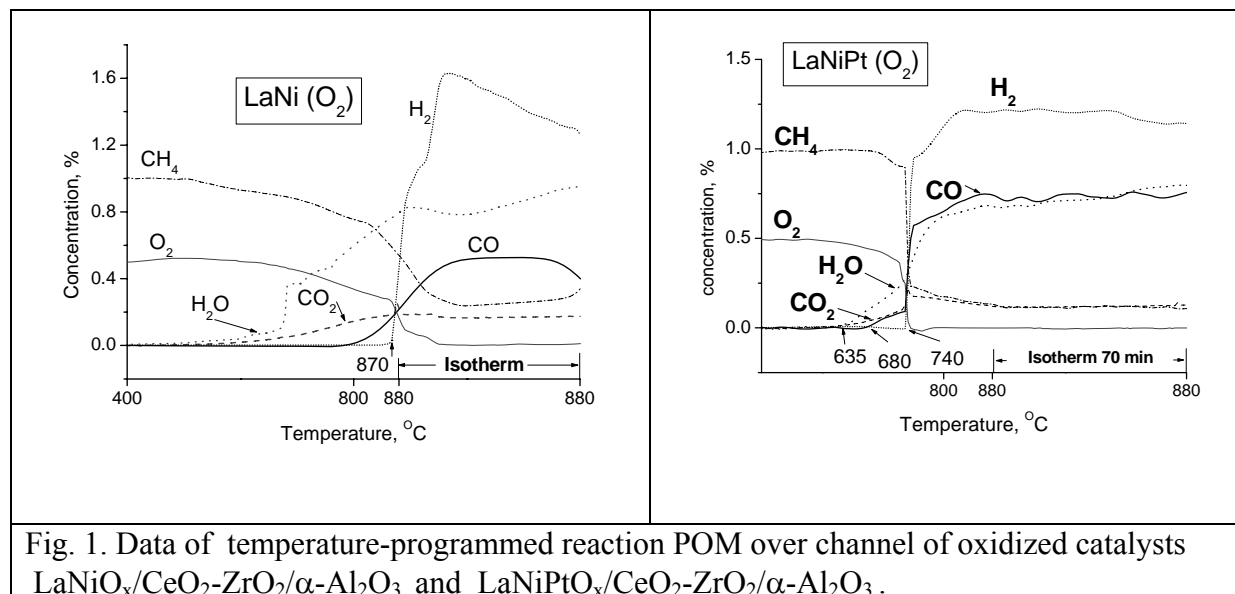 LaNi (O₂)
H₂
CH₄
CO
O₂
H₂O
CO₂
870
Isotherm
1.6
1.2
0.8
0.4
0.0
400
800
880
880
Concentration, %
Temperature, °C
LaNiPt (O₂)
H₂
CH₄
CO
O₂
H₂O
CO₂
635
680
740
Isotherm 70 min
1.5
1.0
0.5
0.0
800
880
880
concentration, %
Temperature, °C
Fig. 1. Data of temperature-programmed reaction POM over channel of oxidized catalysts
LaNiOₓ/CeO₂-ZrO₂/α-Al₂O₃ and LaNiPtOₓ/CeO₂-ZrO₂/α-Al₂O₃ .